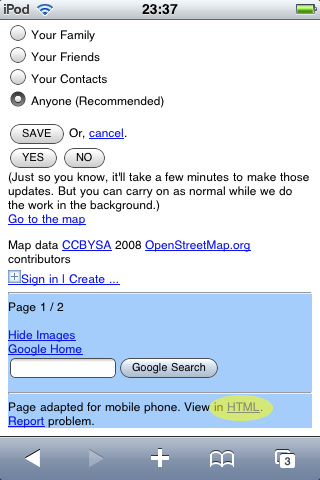 iPod 23:37
Your Family
Your Friends
Your Contacts
Anyone (Recommended)
SAVE Or, cancel.
YES NO
(Just so you know, it'll take a few minutes to make those
updates. But you can carry on as normal while we do
the work in the background.)
Go to the map
Map data CCBYSA 2008 OpenStreetMap.org
contributors
Sign in | Create ...
Page 1 / 2
Hide Images
Google Home
Google Search
Page adapted for mobile phone. View in HTML.
Report problem.
3